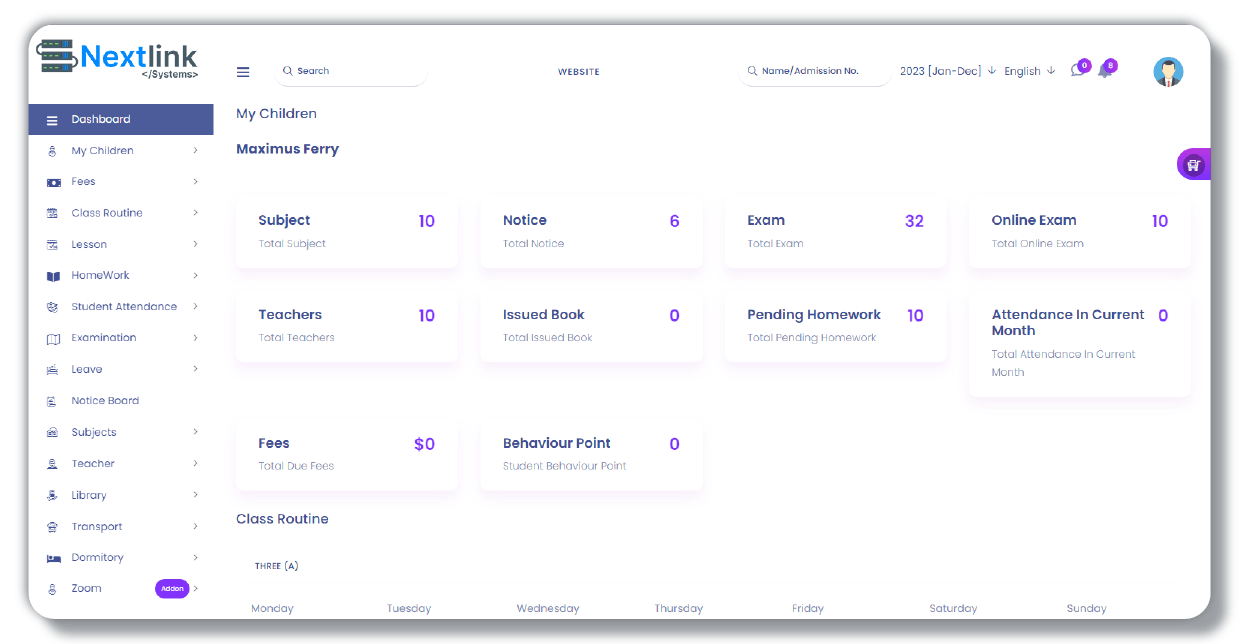 Nextlink
</Systems>
Search
WEBSITE
Name/Admission No.
2023 [Jan-Dec]
English
0
8
Dashboard
My Children
Fees
Class Routine
Lesson
HomeWork
Student Attendance
Examination
Leave
Notice Board
Subjects
Teacher
Library
Transport
Dormitory
Zoom
Addon
My Children
Maximus Ferry
Subject 10
Total Subject
Notice 6
Total Notice
Exam 32
Total Exam
Online Exam 10
Total Online Exam
Teachers 10
Total Teachers
Issued Book 0
Total Issued Book
Pending Homework 10
Total Pending Homework
Attendance In Current 0
Month
Total Attendance In Current
Month
Fees $0
Total Due Fees
Behaviour Point 0
Student Behaviour Point
Class Routine
THREE (A)
Monday Tuesday Wednesday Thursday Friday Saturday Sunday